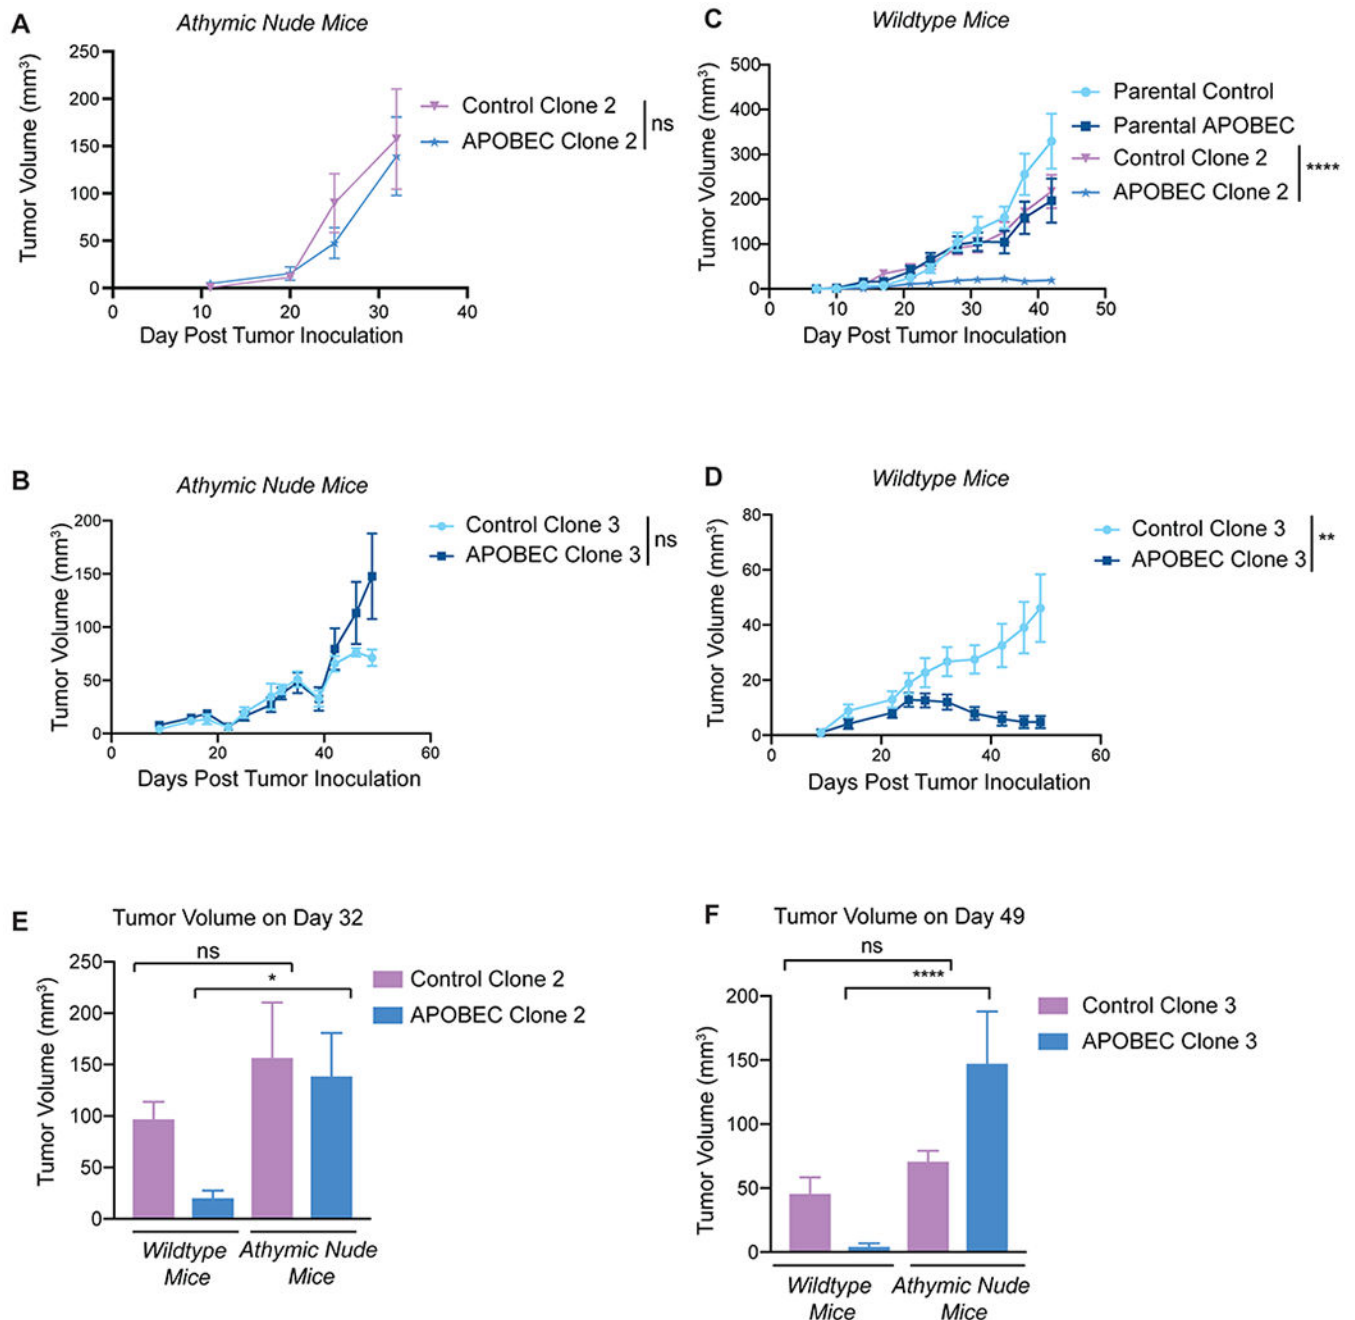 A
Athymic Nude Mice
Tumor Volume (mm³)
250
200
150
100
50
0
0 10 20 30 40
Day Post Tumor Inoculation
Control Clone 2
APOBEC Clone 2
ns
C
Wildtype Mice
Tumor Volume (mm³)
500
400
300
200
100
0
0 10 20 30 40 50
Day Post Tumor Inoculation
Parental Control
Parental APOBEC
Control Clone 2
APOBEC Clone 2
****
B
Athymic Nude Mice
Tumor Volume (mm³)
200
150
100
50
0
0 20 40 60
Days Post Tumor Inoculation
Control Clone 3
APOBEC Clone 3
ns
D
Wildtype Mice
Tumor Volume (mm³)
80
60
40
20
0
0 20 40 60
Days Post Tumor Inoculation
Control Clone 3
APOBEC Clone 3
**
E
Tumor Volume on Day 32
ns
*
Tumor Volume (mm³)
250
200
150
100
50
0
Control Clone 2
APOBEC Clone 2
Wildtype
Mice
Athymic Nude
Mice
F
Tumor Volume on Day 49
ns
****
Tumor Volume (mm³)
200
150
100
50
0
Control Clone 3
APOBEC Clone 3
Wildtype
Mice
Athymic Nude
Mice